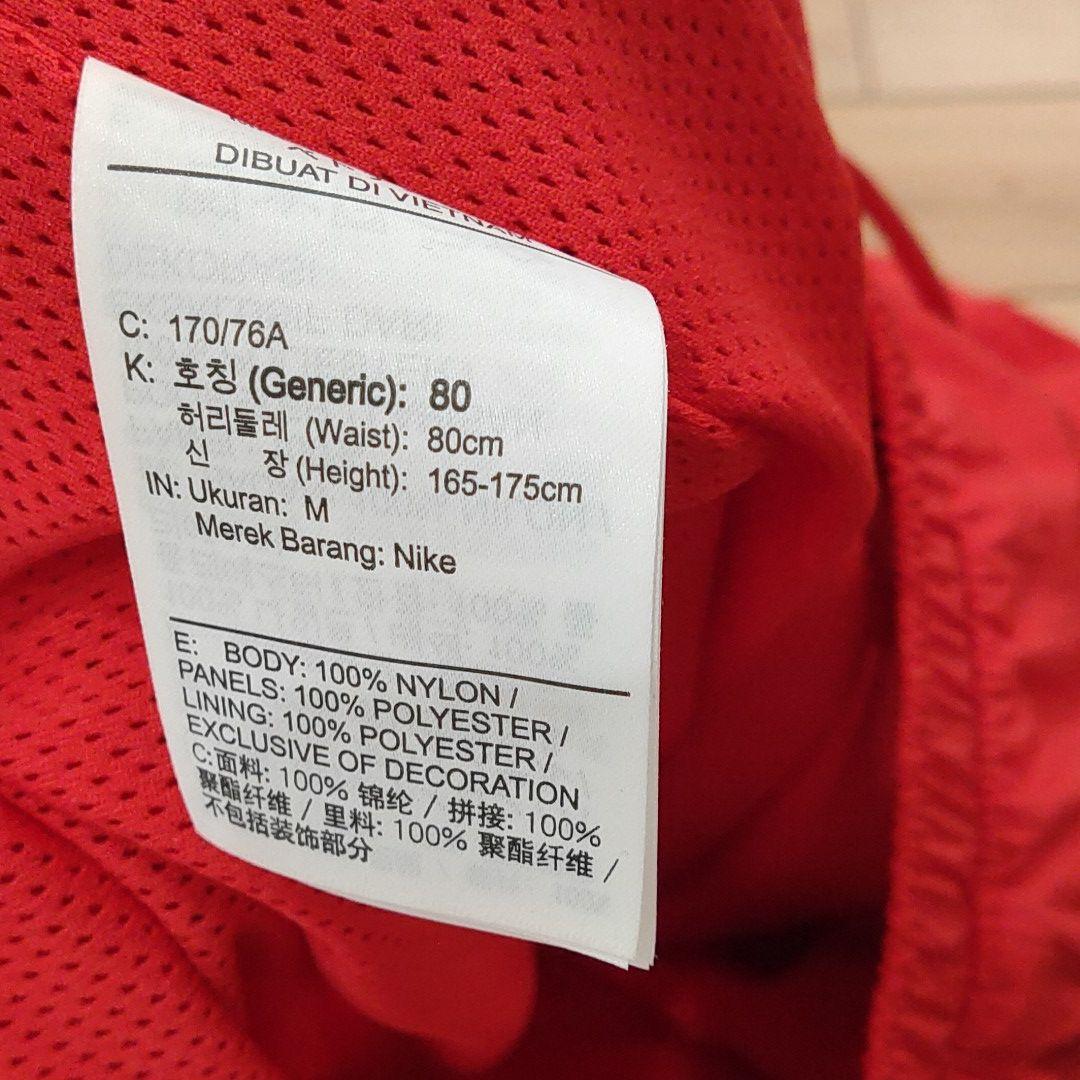 DIBUAT DI VIETNAM
C: 170/76A
K: 호칭 (Generic): 80
허리둘레 (Waist): 80cm
신 장 (Height): 165-175cm
IN: Ukuran: M
Merek Barang: Nike
E: BODY: 100% NYLON /
PANELS: 100% POLYESTER /
LINING: 100% POLYESTER /
EXCLUSIVE OF DECORATION
C:面料: 100% 锦纶 / 拼接: 100%
聚酯纤维 / 里料: 100% 聚酯纤维 /
不包括装饰部分